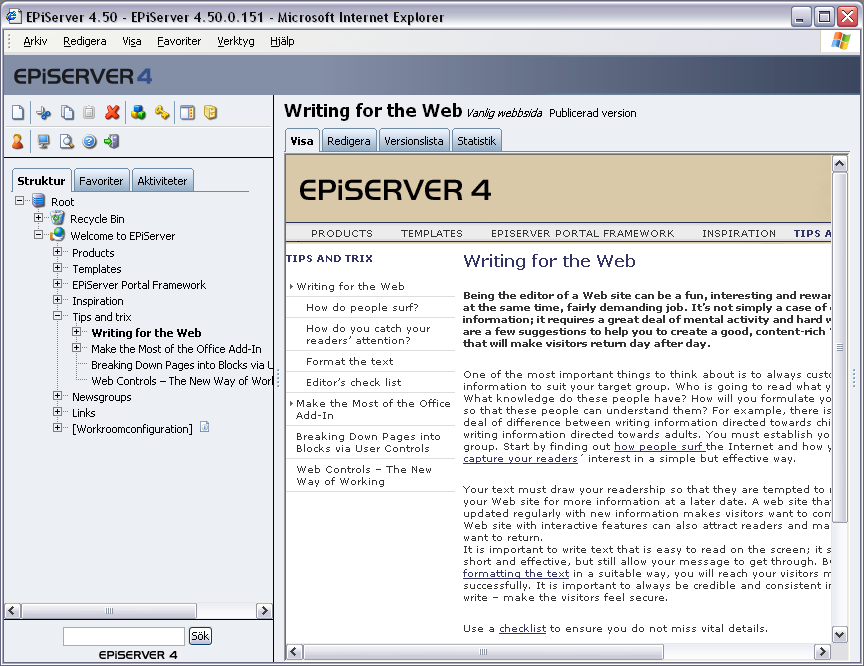 EPiServer 4.50 - EPiServer 4.50.0.151 - Microsoft Internet Explorer
Arkiv Redigera Visa Favoriter Verktyg Hjälp
EPiSERVER 4
Struktur Favoriter Aktiviteter
Root
Recycle Bin
Welcome to EPiServer
Products
Templates
EPiServer Portal Framework
Inspiration
Tips and trix
Writing for the Web
Make the Most of the Office Add-In
Breaking Down Pages into Blocks via U
Web Controls – The New Way of Wor
Newsgroups
Links
[Workroomconfiguration]
Sök
EPiSERVER 4
Writing for the Web Vanlig webbsida Publicerad version
Visa Redigera Versionslista Statistik
EPiSERVER 4
PRODUCTS TEMPLATES EPISERVER PORTAL FRAMEWORK INSPIRATION TIPS A
TIPS AND TRIX
Writing for the Web
How do people surf?
How do you catch your
readers’ attention?
Format the text
Editor’s check list
Make the Most of the Office
Add-In
Breaking Down Pages into
Blocks via User Controls
Web Controls – The New
Way of Working
Writing for the Web
Being the editor of a Web site can be a fun, interesting and rewar
at the same time, fairly demanding job. It’s not simply a case of
information; it requires a great deal of mental activity and hard
are a few suggestions to help you to create a good, content-rich
that will make visitors return day after day.
One of the most important things to think about is to always custo
information to suit your target group. Who is going to read what y
What knowledge do these people have? How will you formulate yo
so that these people can understand them? For example, there is
deal of difference between writing information directed towards chi
writing information directed towards adults. You must establish yo
group. Start by finding out how people surf the Internet and how y
capture your readers´ interest in a simple but effective way.
Your text must draw your readership so that they are tempted to
your Web site for more information at a later date. A web site tha
updated regularly with new information makes visitors want to com
Web site with interactive features can also attract readers and ma
want to return.
It is important to write text that is easy to read on the screen; it s
short and effective, but still allow your message to get through. B
formatting the text in a suitable way, you will reach your visitors m
successfully. It is important to always be credible and consistent in
write – make the visitors feel secure.
Use a checklist to ensure you do not miss vital details.